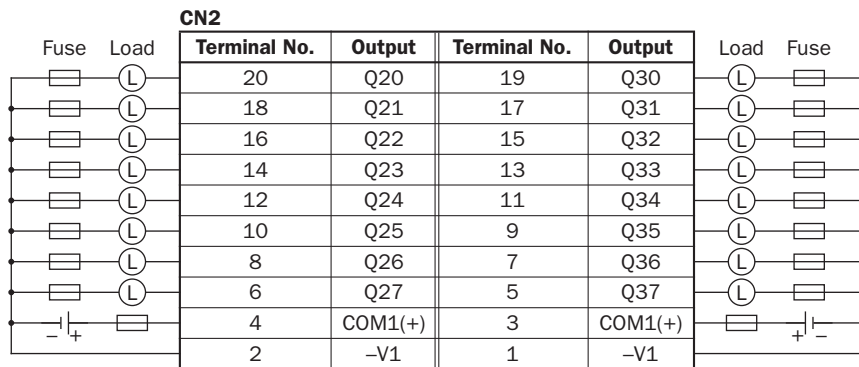 CN2
Fuse Load Terminal No. Output Terminal No. Output Load Fuse
L 20 Q20 19 Q30 L
L 18 Q21 17 Q31 L
L 16 Q22 15 Q32 L
L 14 Q23 13 Q33 L
L 12 Q24 11 Q34 L
L 10 Q25 9 Q35 L
L 8 Q26 7 Q36 L
L 6 Q27 5 Q37 L
– + 4 COM1(+) 3 COM1(+) + –
2 –V1 1 –V1